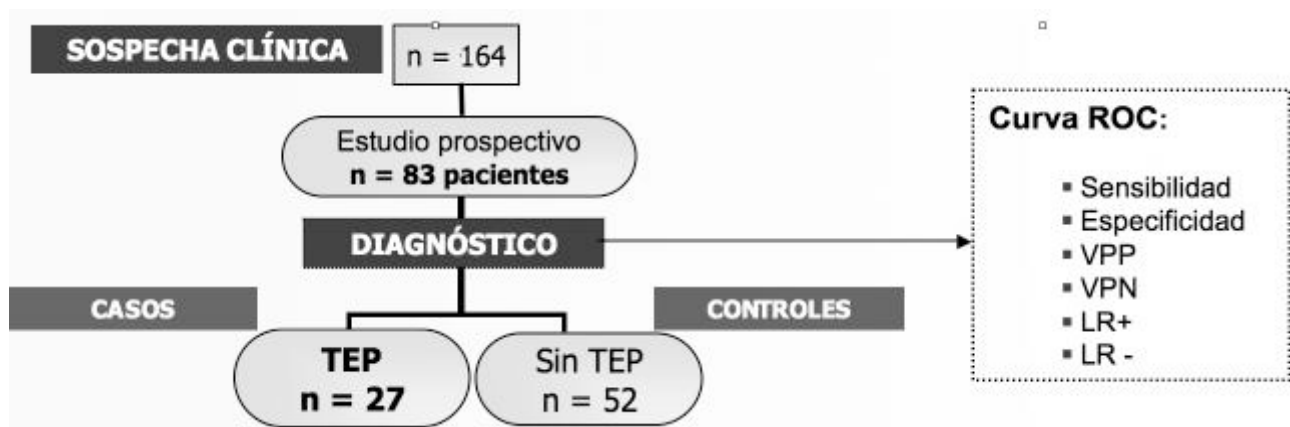 SOSPECHA CLÍNICA
n = 164
Estudio prospectivo
n = 83 pacientes
DIAGNÓSTICO
CASOS
CONTROLES
TEP
n = 27
Sin TEP
n = 52
Curva ROC:
▪ Sensibilidad
▪ Especificidad
▪ VPP
▪ VPN
▪ LR+
▪ LR -